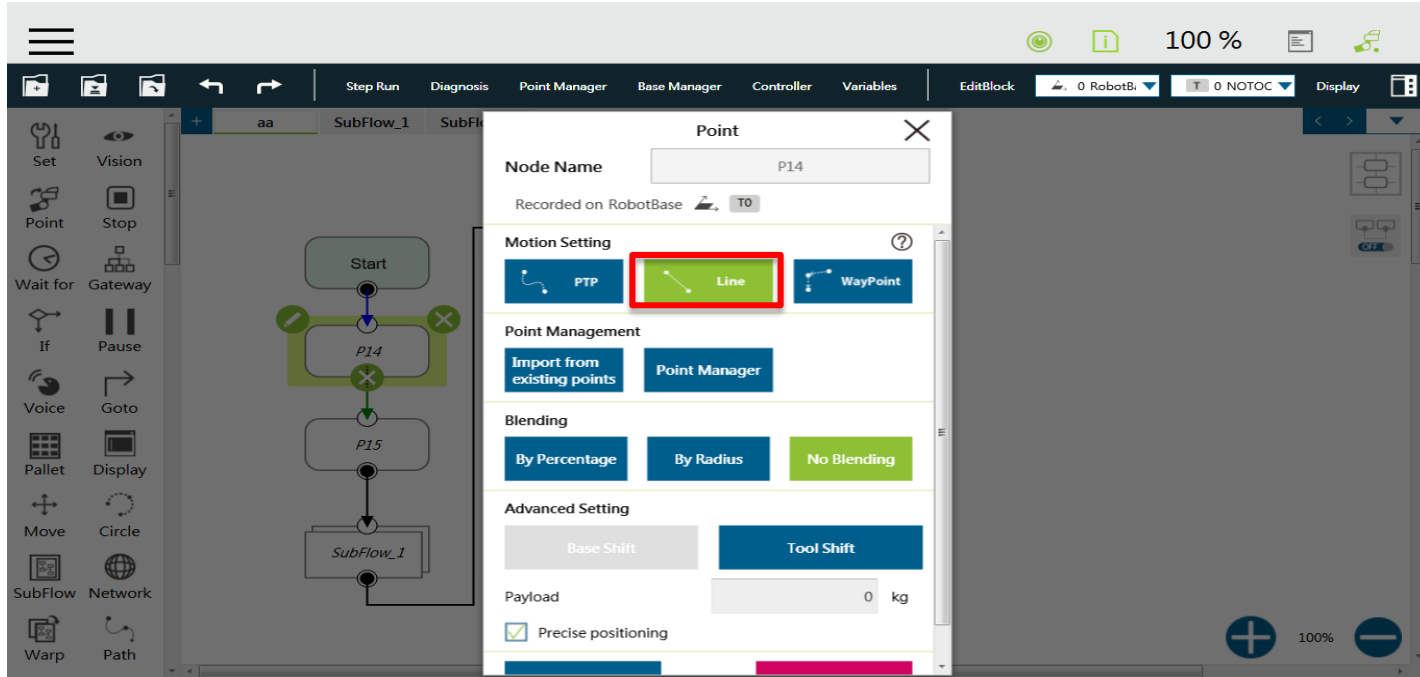 100 %
Step Run Diagnosis Point Manager Base Manager Controller Variables EditBlock 0 RobotB T 0 NOTOC Display
+ aa SubFlow_1 SubFl
Set Vision
Point Stop
Wait for Gateway
If Pause
Voice Goto
Pallet Display
Move Circle
SubFlow Network
Warp Path
Start
P14
P15
SubFlow_1
Point
Node Name P14
Recorded on RobotBase T0
Motion Setting
PTP Line WayPoint
Point Management
Import from
existing points
Point Manager
Blending
By Percentage By Radius No Blending
Advanced Setting
Base Shift Tool Shift
Payload 0 kg
Precise positioning
OFF
100%